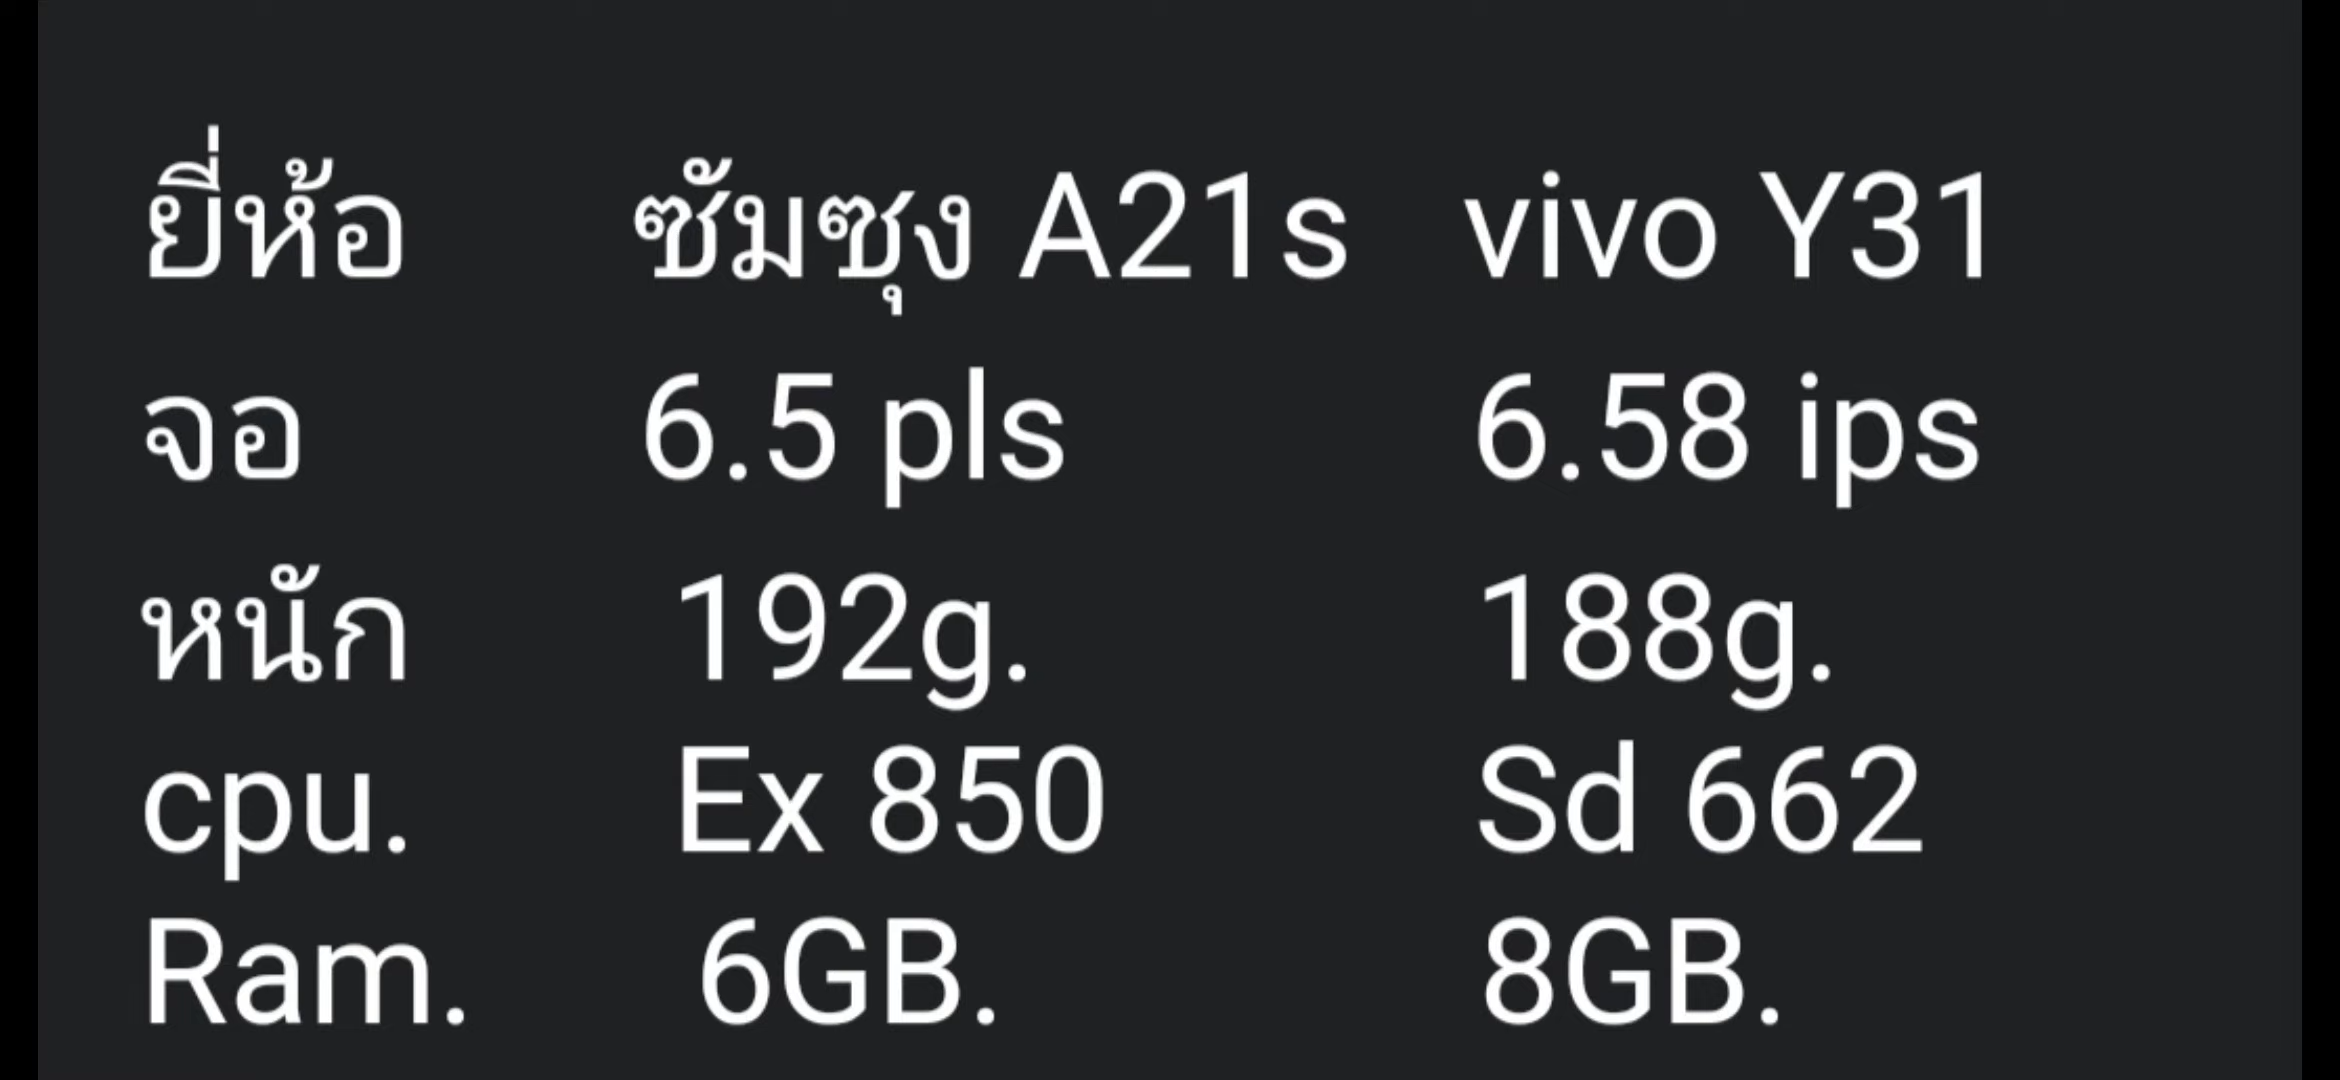 ยี่ห้อ ซัมซุง A21s vivo Y31
จอ 6.5 pls 6.58 ips
หนัก 192g. 188g.
cpu. Ex 850 Sd 662
Ram. 6GB. 8GB.